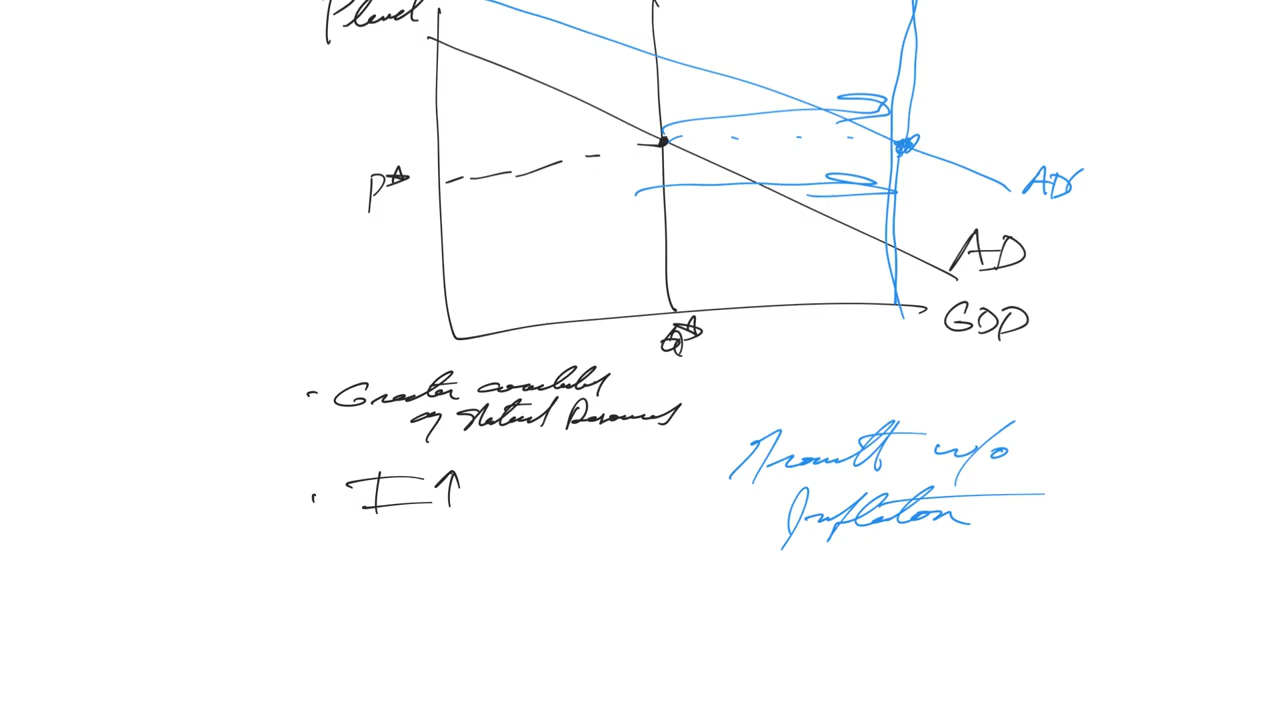 P level
P*
AD'
AD
GDP
Q*
• Greater availability
of Natural Resources
• I ↑
Growth w/o
Inflation